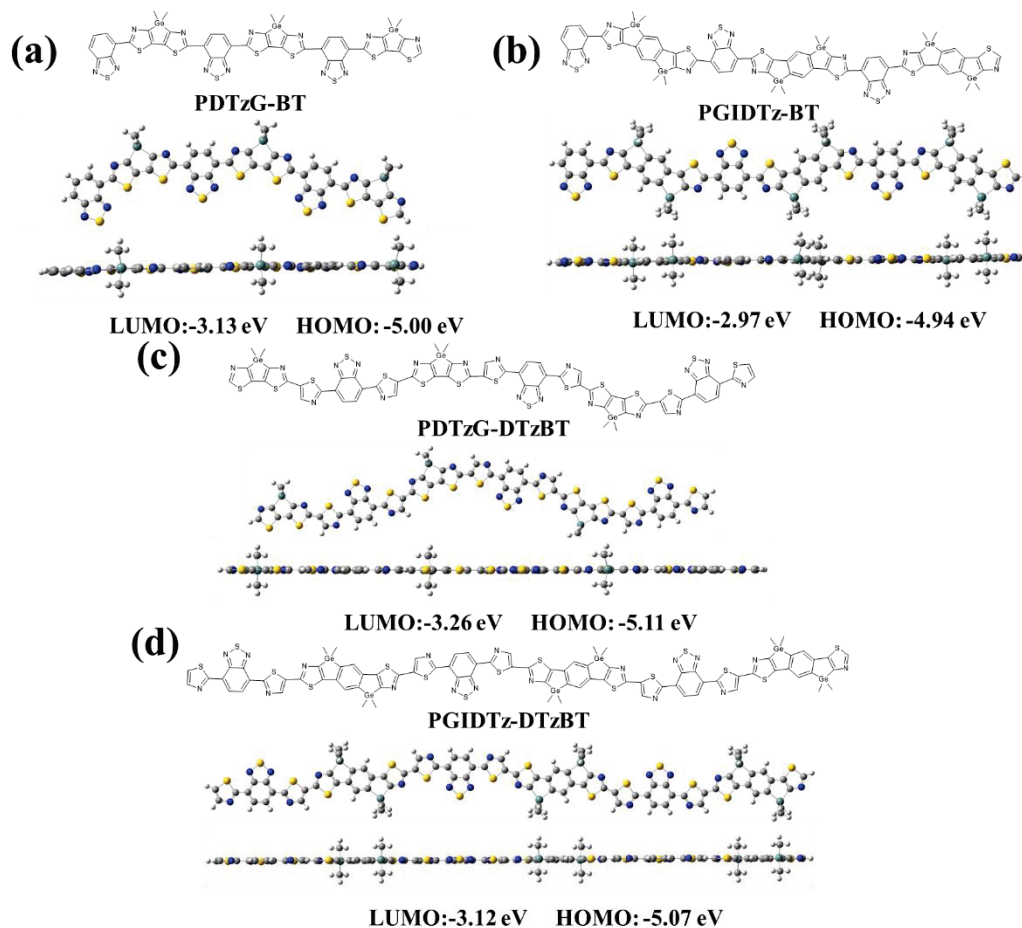 (a)
PDTzG-BT
LUMO:-3.13 eV HOMO: -5.00 eV
(b)
PGIDTz-BT
LUMO:-2.97 eV HOMO: -4.94 eV
(c)
PDTzG-DTzBT
LUMO:-3.26 eV HOMO: -5.11 eV
(d)
PGIDTz-DTzBT
LUMO:-3.12 eV HOMO: -5.07 eV